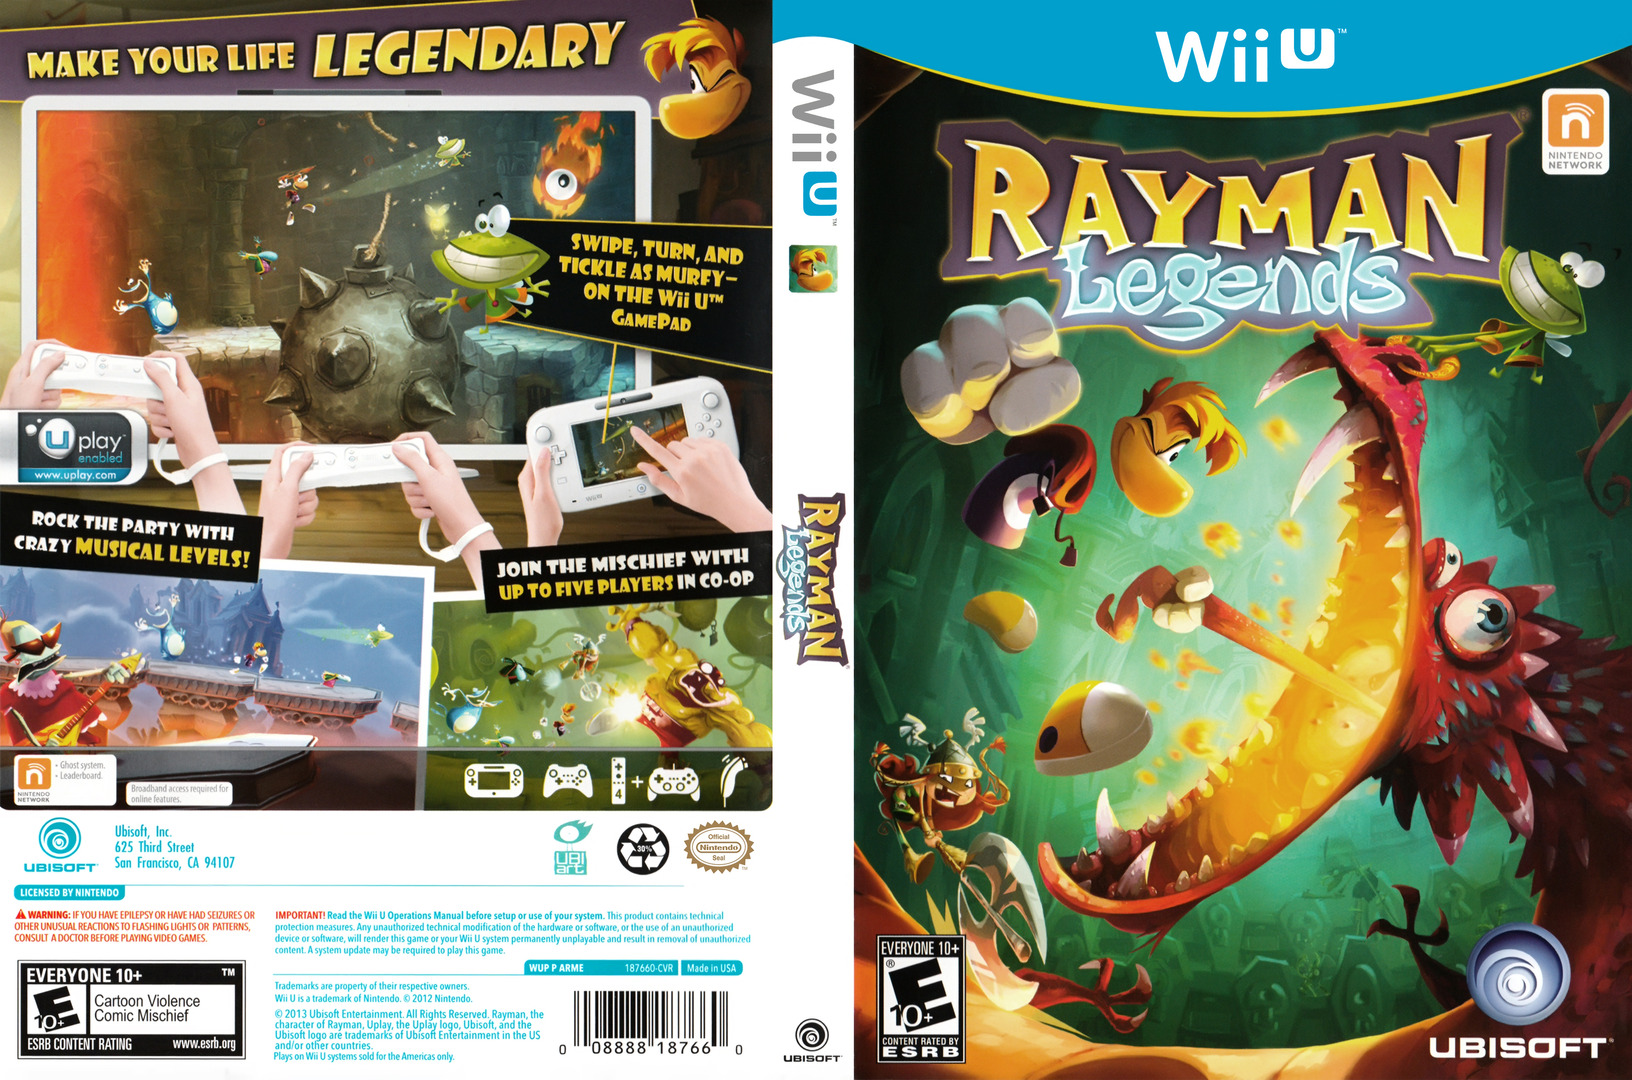 MAKE YOUR LIFE LEGENDARY
SWIPE, TURN, AND
TICKLE AS MURFY—
ON THE Wii U™
GAMEPAD
U play
enabled
www.uplay.com
WiiU
ROCK THE PARTY WITH
CRAZY MUSICAL LEVELS!
JOIN THE MISCHIEF WITH
UP TO FIVE PLAYERS IN CO-OP
n
NINTENDO
NETWORK
• Ghost system.
• Leaderboard.
Broadband access required for
online features.
4
+
UBISOFT
Ubisoft, Inc.
625 Third Street
San Francisco, CA 94107
UBI
art
30%
Official
Nintendo
Seal
™
LICENSED BY NINTENDO
WARNING: IF YOU HAVE EPILEPSY OR HAVE HAD SEIZURES OR
OTHER UNUSUAL REACTIONS TO FLASHING LIGHTS OR PATTERNS,
CONSULT A DOCTOR BEFORE PLAYING VIDEO GAMES.
IMPORTANT! Read the Wii U Operations Manual before setup or use of your system. This product contains technical
protection measures. Any unauthorized technical modification of the hardware or software, or the use of an unauthorized
device or software, will render this game or your Wii U system permanently unplayable and result in removal of unauthorized
content. A system update may be required to play this game.
WUP P ARME 187660-CVR Made in USA
EVERYONE 10+ ™
E
10+
Cartoon Violence
Comic Mischief
ESRB CONTENT RATING www.esrb.org
Trademarks are property of their respective owners.
Wii U is a trademark of Nintendo. © 2012 Nintendo.
© 2013 Ubisoft Entertainment. All Rights Reserved. Rayman, the
character of Rayman, Uplay, the Uplay logo, Ubisoft, and the
Ubisoft logo are trademarks of Ubisoft Entertainment in the US
and/or other countries.
Plays on Wii U systems sold for the Americas only.
0 08888 18766 0
Wii U™
RAYMAN
Legends
UBISOFT
Wii U™
n
NINTENDO
NETWORK
RAYMAN®
Legends
EVERYONE 10+
®
E
10+
CONTENT RATED BY
ESRB
UBISOFT®